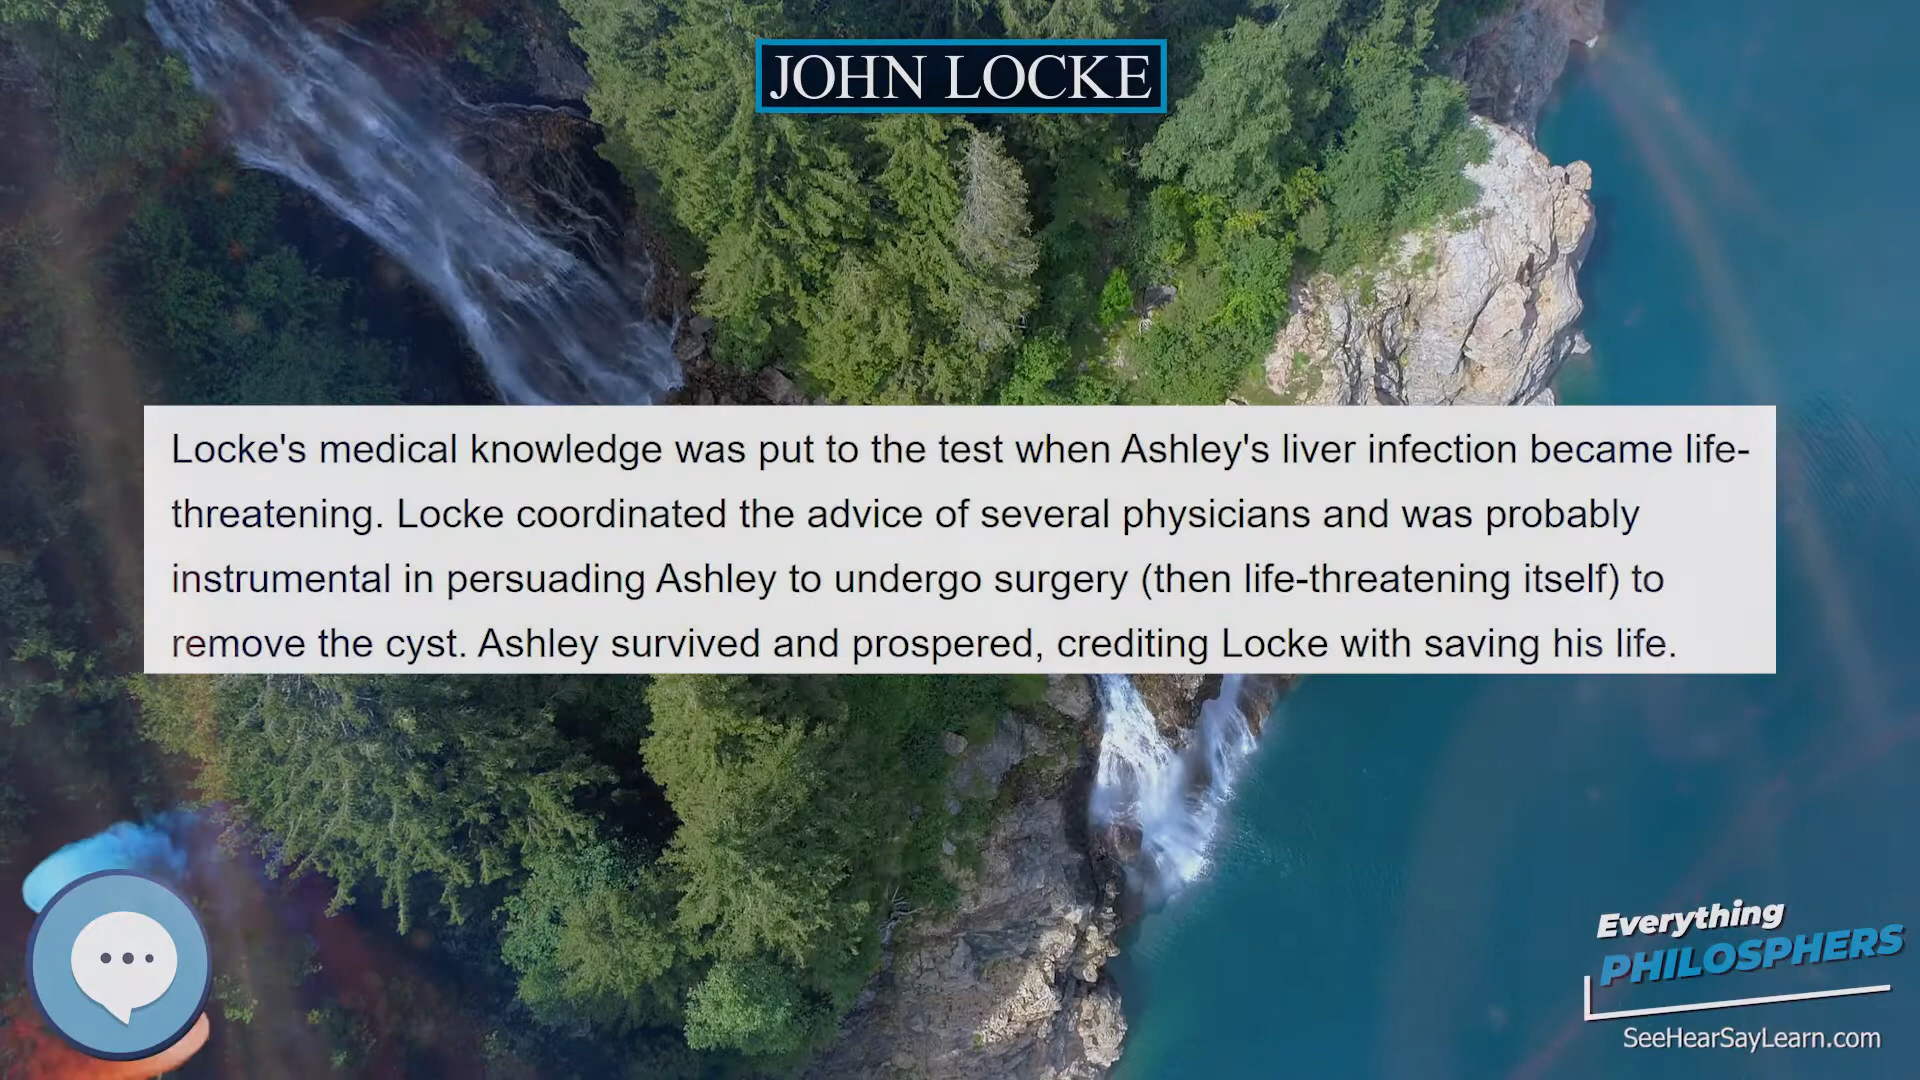 JOHN LOCKE
Locke's medical knowledge was put to the test when Ashley's liver infection became life-
threatening. Locke coordinated the advice of several physicians and was probably
instrumental in persuading Ashley to undergo surgery (then life-threatening itself) to
remove the cyst. Ashley survived and prospered, crediting Locke with saving his life.
Everything
PHILOSPHERS
SeeHearSayLearn.com